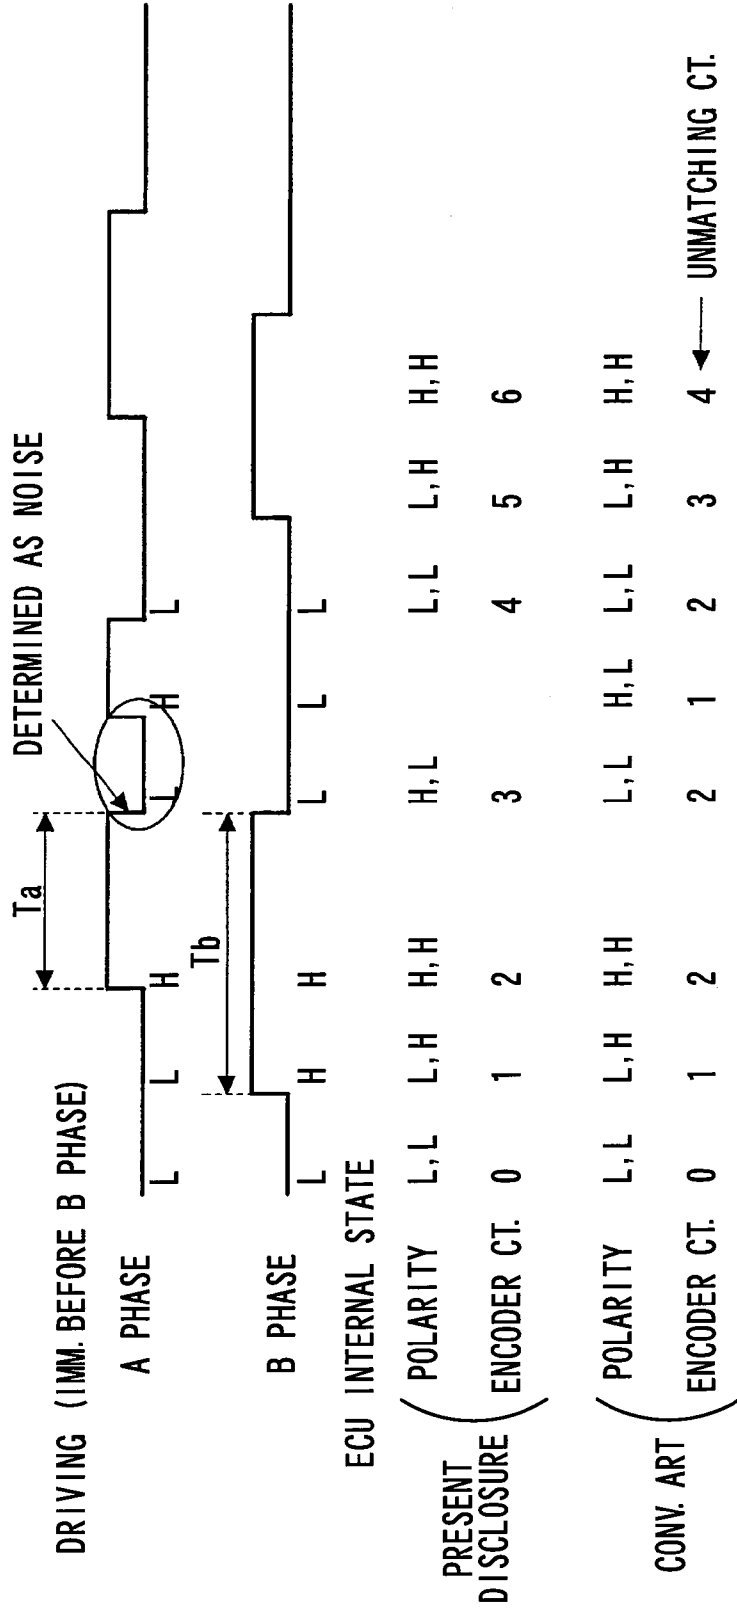 DRIVING (IMM. BEFORE B PHASE)
DETERMINED AS NOISE
Ta
A PHASE
L L H L H L
Tb
B PHASE
L H H L L L
ECU INTERNAL STATE
PRESENT DISCLOSURE
POLARITY L,L L,H H,H H,L L,L L,H H,H
ENCODER CT. 0 1 2 3 4 5 6
CONV. ART
POLARITY L,L L,H H,H L,L H,L L,L L,H H,H
ENCODER CT. 0 1 2 2 1 2 3 4 UNMATCHING CT.